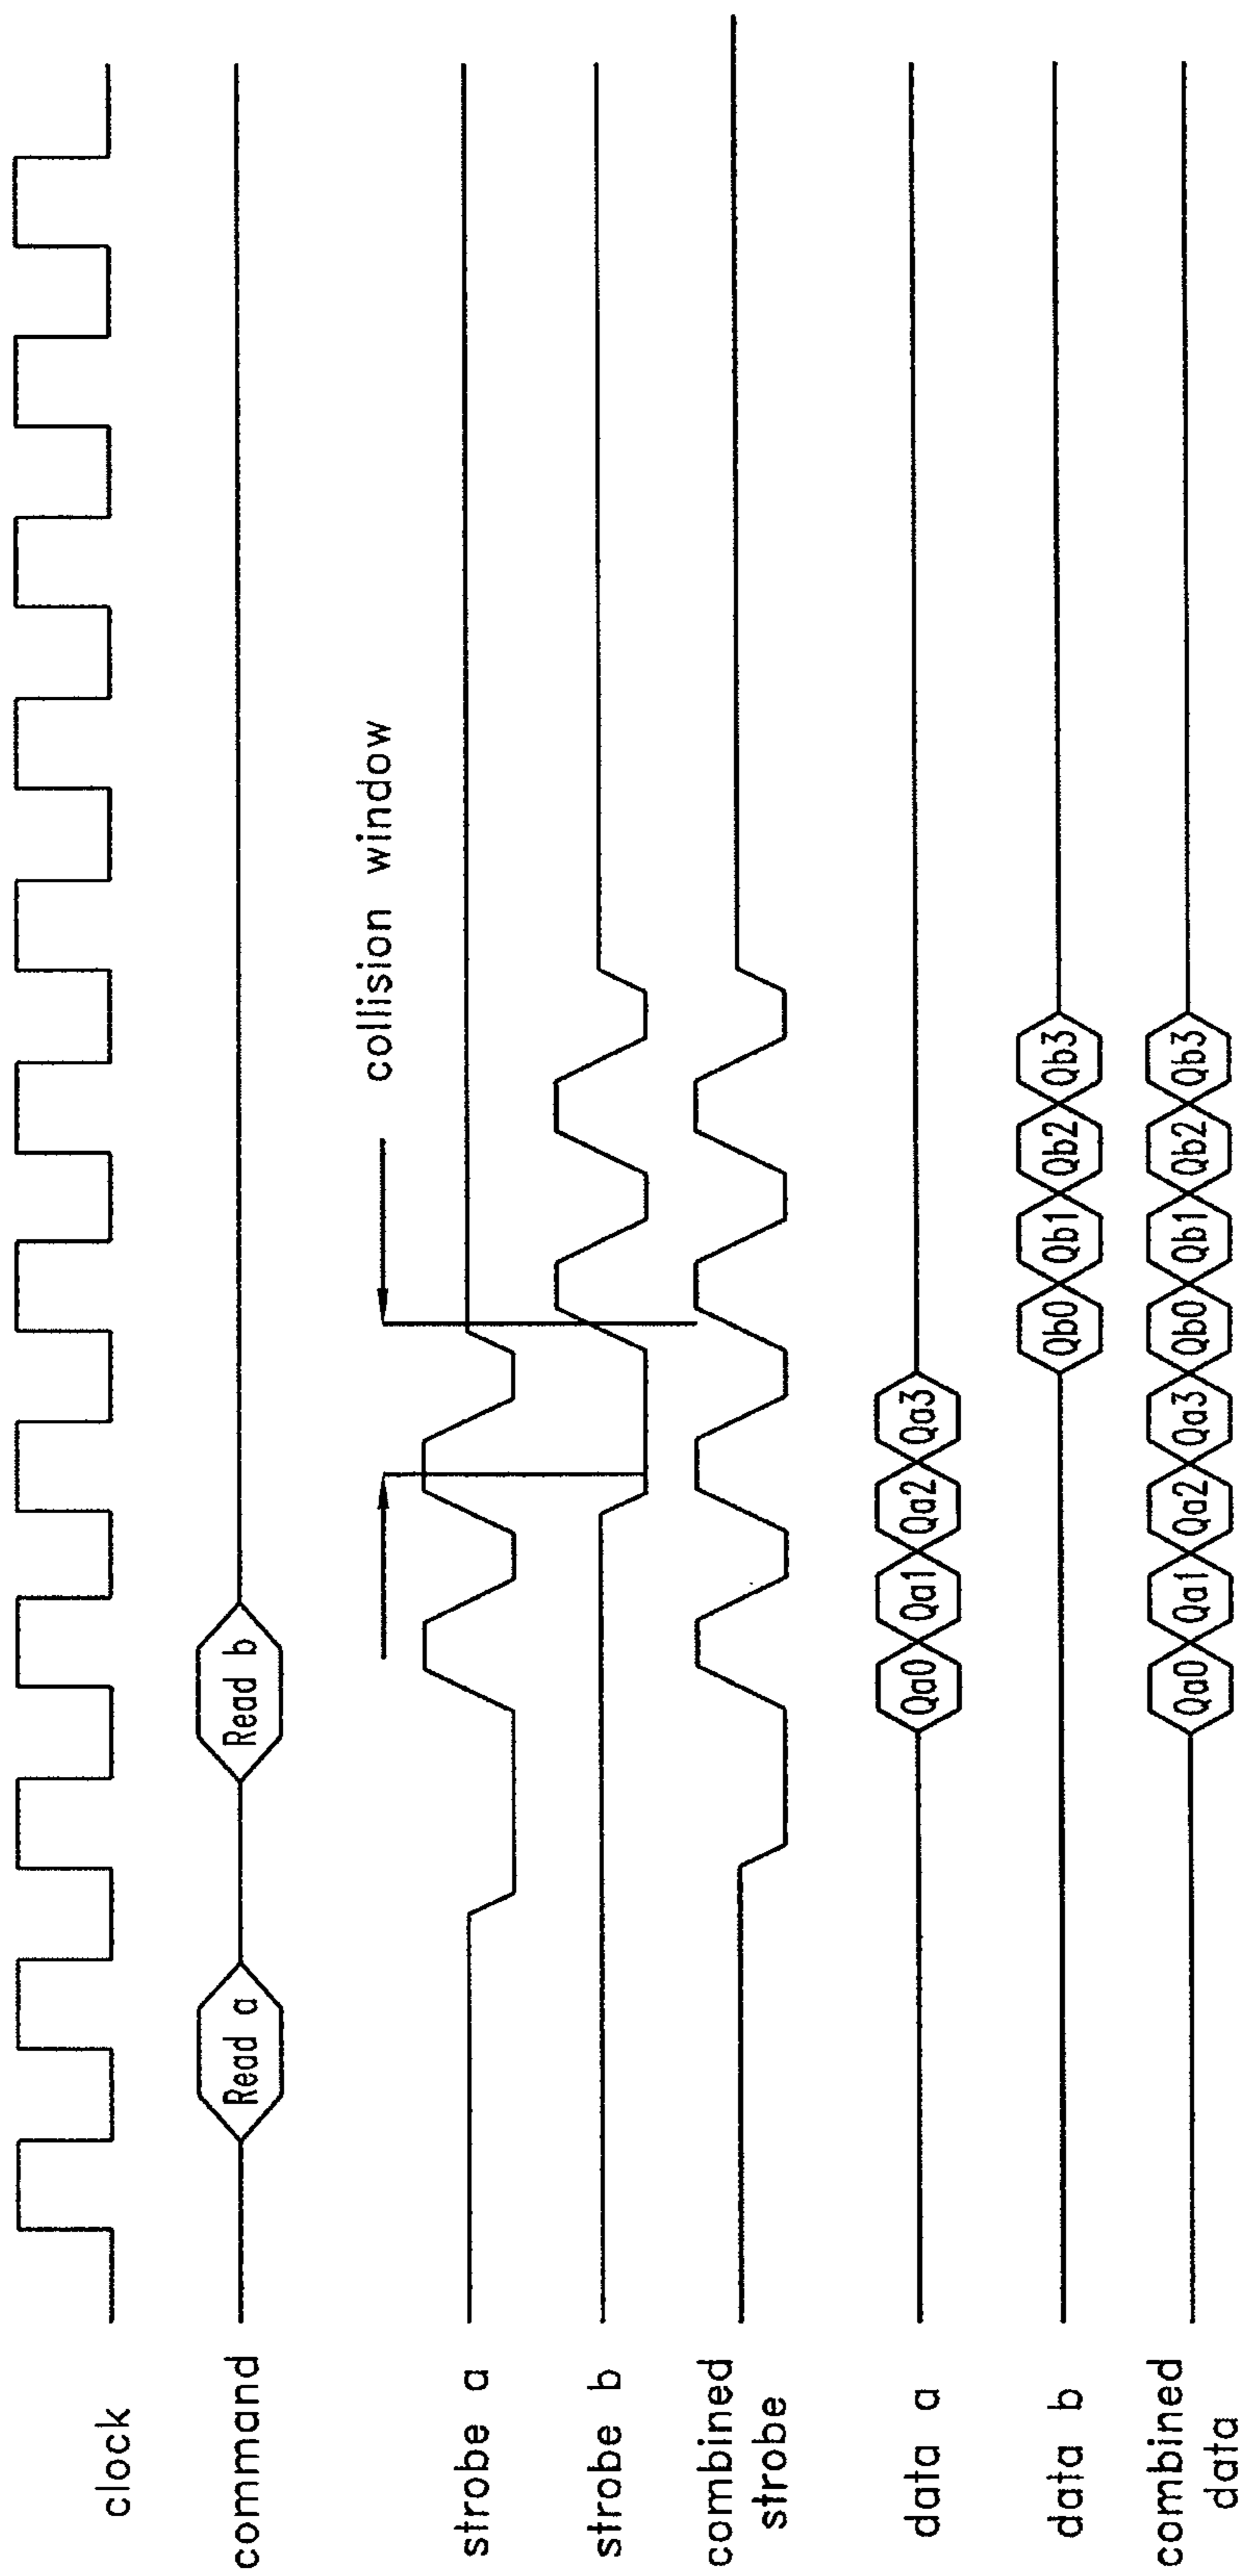 clock
command
Read a
Read b
collision window
strobe a
strobe b
combined
strobe
data a
Qa0 Qa1 Qa2 Qa3
data b
Qb0 Qb1 Qb2 Qb3
combined
data
Qa0 Qa1 Qa2 Qa3 Qb0 Qb1 Qb2 Qb3